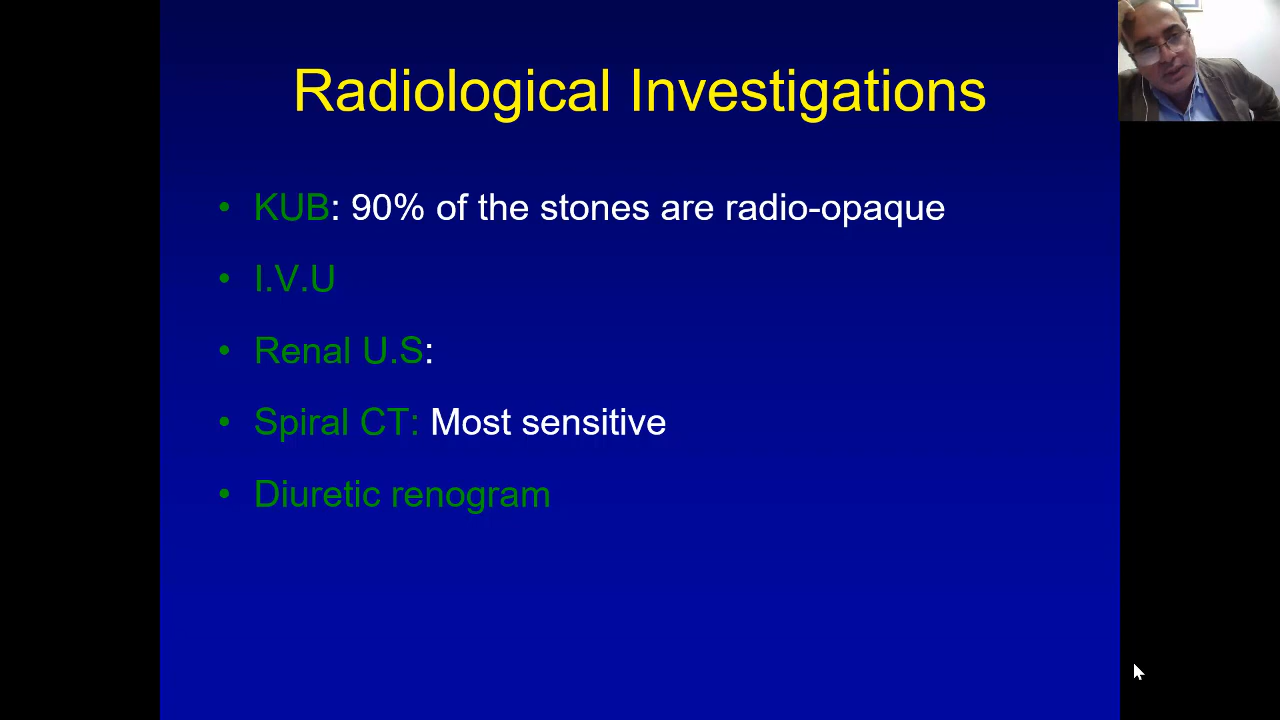 Radiological Investigations
• KUB: 90% of the stones are radio-opaque
• I.V.U
• Renal U.S:
• Spiral CT: Most sensitive
• Diuretic renogram